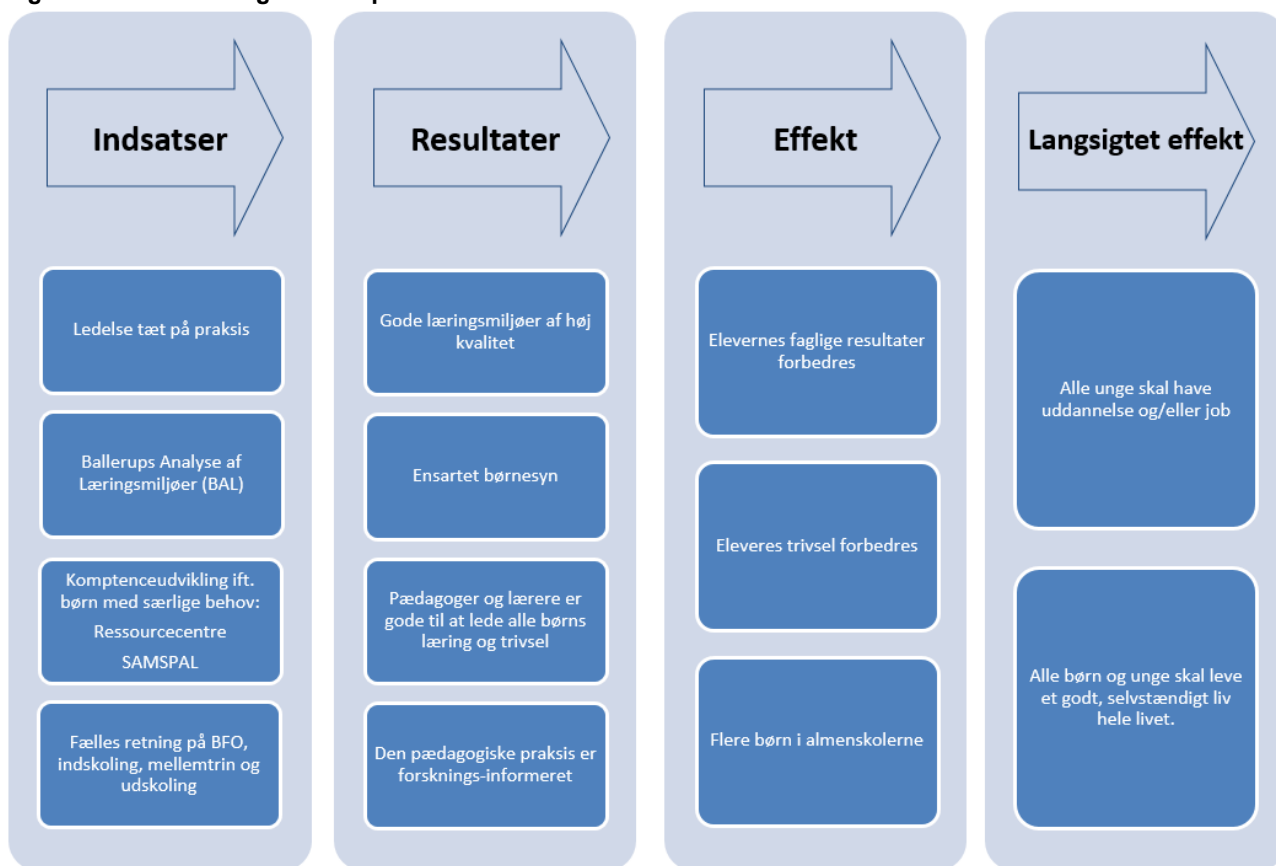 Indsatser
Ledelse tæt på praksis
Ballerups Analyse af
Læringsmiljøer (BAL)
Komptenceudvikling ift.
børn med særlige behov:
Ressourcecentre
SAMSPAL
Fælles retning på BFO,
indskoling, mellemtrin og
udskoling
Resultater
Gode læringsmiljøer af høj
kvalitet
Ensartet børnesyn
Pædagoger og lærere er
gode til at lede alle børns
læring og trivsel
Den pædagogiske praksis er
forsknings-informeret
Effekt
Elevernes faglige resultater
forbedres
Eleveres trivsel forbedres
Flere børn i almenskolerne
Langsigtet effekt
Alle unge skal have
uddannelse og/eller job
Alle børn og unge skal leve
et godt, selvstændigt liv
hele livet.